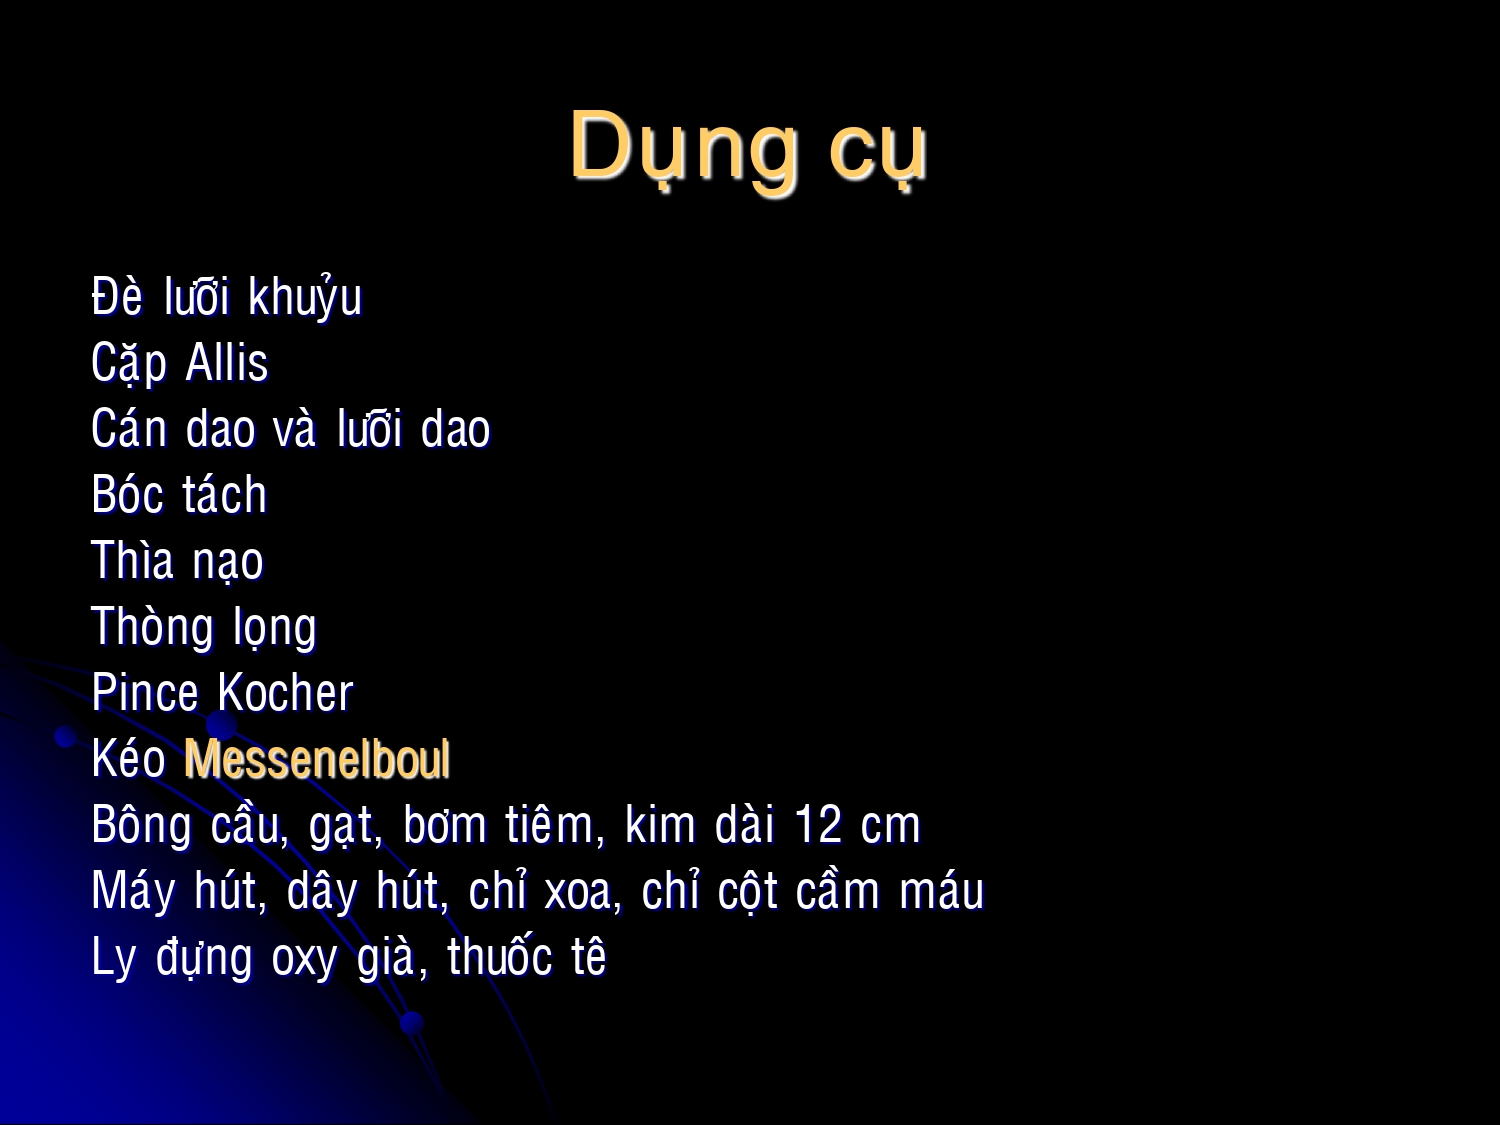 Dụng cụ
Đè lưỡi khuỷu
Cặp Allis
Cán dao và lưỡi dao
Bóc tách
Thìa nạo
Thòng lọng
Pince Kocher
Kéo Messenelboul
Bông cầu, gạt, bơm tiêm, kim dài 12 cm
Máy hút, dây hút, chỉ xoa, chỉ cột cầm máu
Ly đựng oxy già, thuốc tê